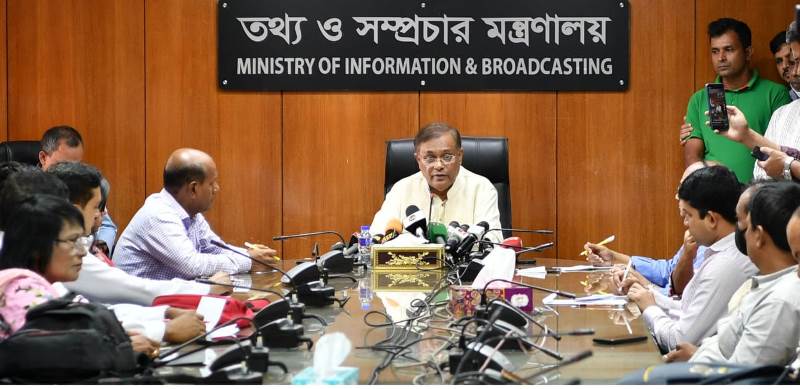 তথ্য ও সম্প্রচার মন্ত্রণালয়
MINISTRY OF INFORMATION & BROADCASTING